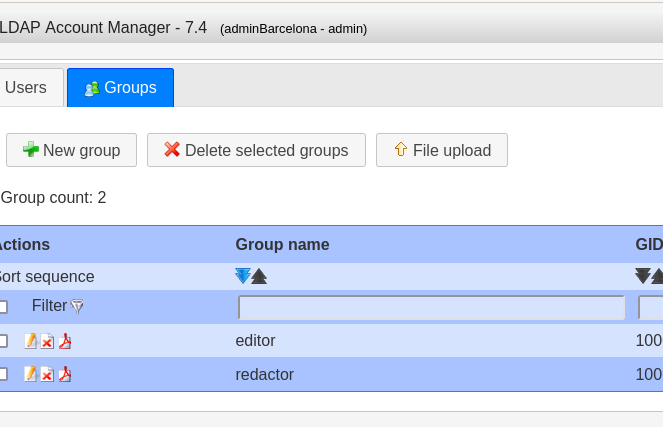 LDAP Account Manager - 7.4 (adminBarcelona - admin)
Users Groups
New group Delete selected groups File upload
Group count: 2
Actions Group name GID
Sort sequence
Filter
editor 100
redactor 100